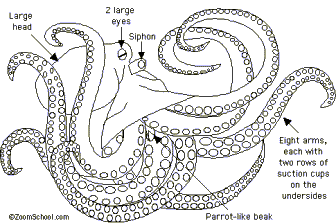 Large
head
2 large
eyes
Siphon
Eight arms,
each with
two rows of
suction cups
on the
undersides
Parrot-like beak
©ZoomSchool.com